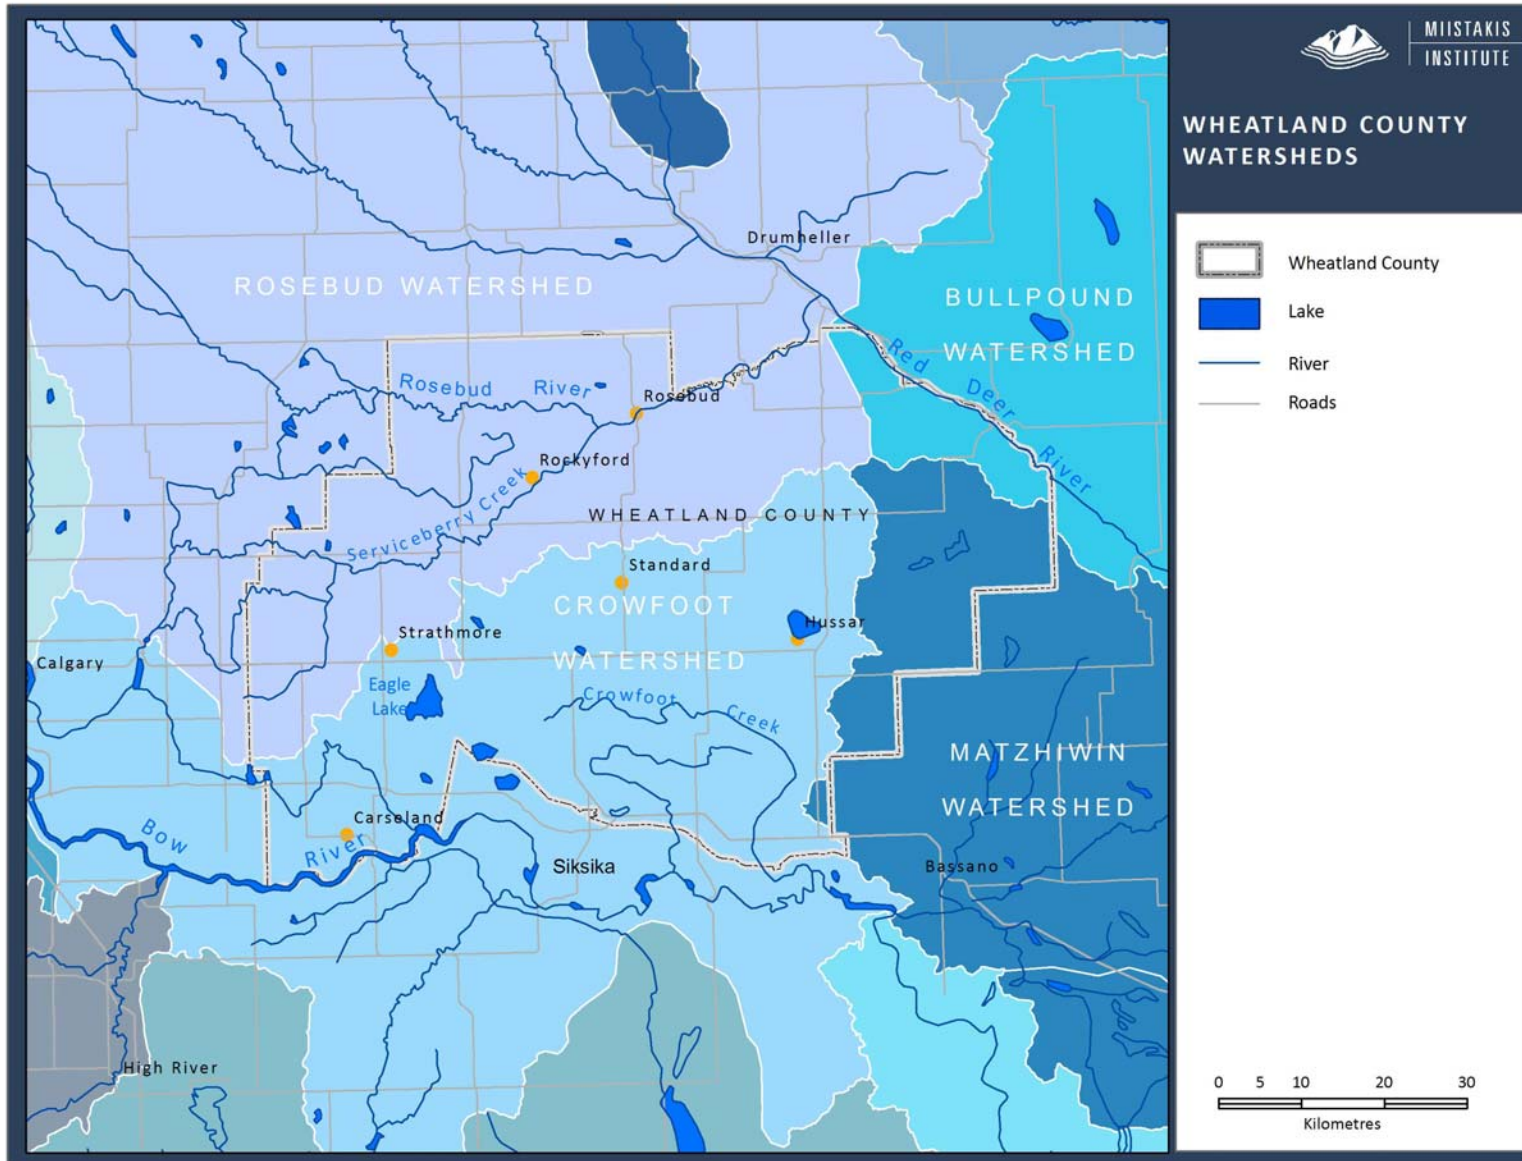 MIISTAKIS
INSTITUTE
WHEATLAND COUNTY
WATERSHEDS
Wheatland County
Lake
River
Roads
0 5 10 20 30
Kilometres
Drumheller
ROSEBUD WATERSHED
BULLPOUND
WATERSHED
Red Deer River
Rosebud River
Rosebud
Rockyford
Serviceberry Creek
WHEATLAND COUNTY
Standard
CROWFOOT
WATERSHED
Hussar
Strathmore
Calgary
Eagle
Lake
Crowfoot Creek
MATZHIWIN
WATERSHED
Carseland
Bow River
Siksika
Bassano
High River